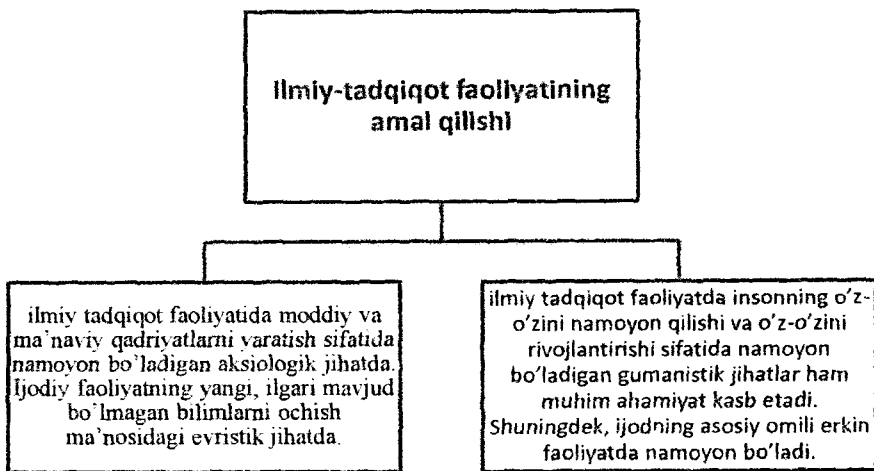 Ilmiy-tadqiqot faoliyatining
amal qilishi
ilmiy tadqiqot faoliyatida moddiy va
ma'naviy qadriyatlarni yaratish sifatida
namoyon bo'ladigan aksiologik jihatda.
Ijodiy faoliyatning yangi, ilgari mavjud
bo'lmagan bilimlarni ochish
ma'nosidagi evristik jihatda.
ilmiy tadqiqot faoliyatda insonning o'z-
o'zini namoyon qilishi va o'z-o'zini
rivojlantirishi sifatida namoyon
bo'ladigan gumanistik jihatlar ham
muhim ahamiyat kasb etadi.
Shuningdek, ijodning asosiy omili erkin
faoliyatda namoyon bo'ladi.